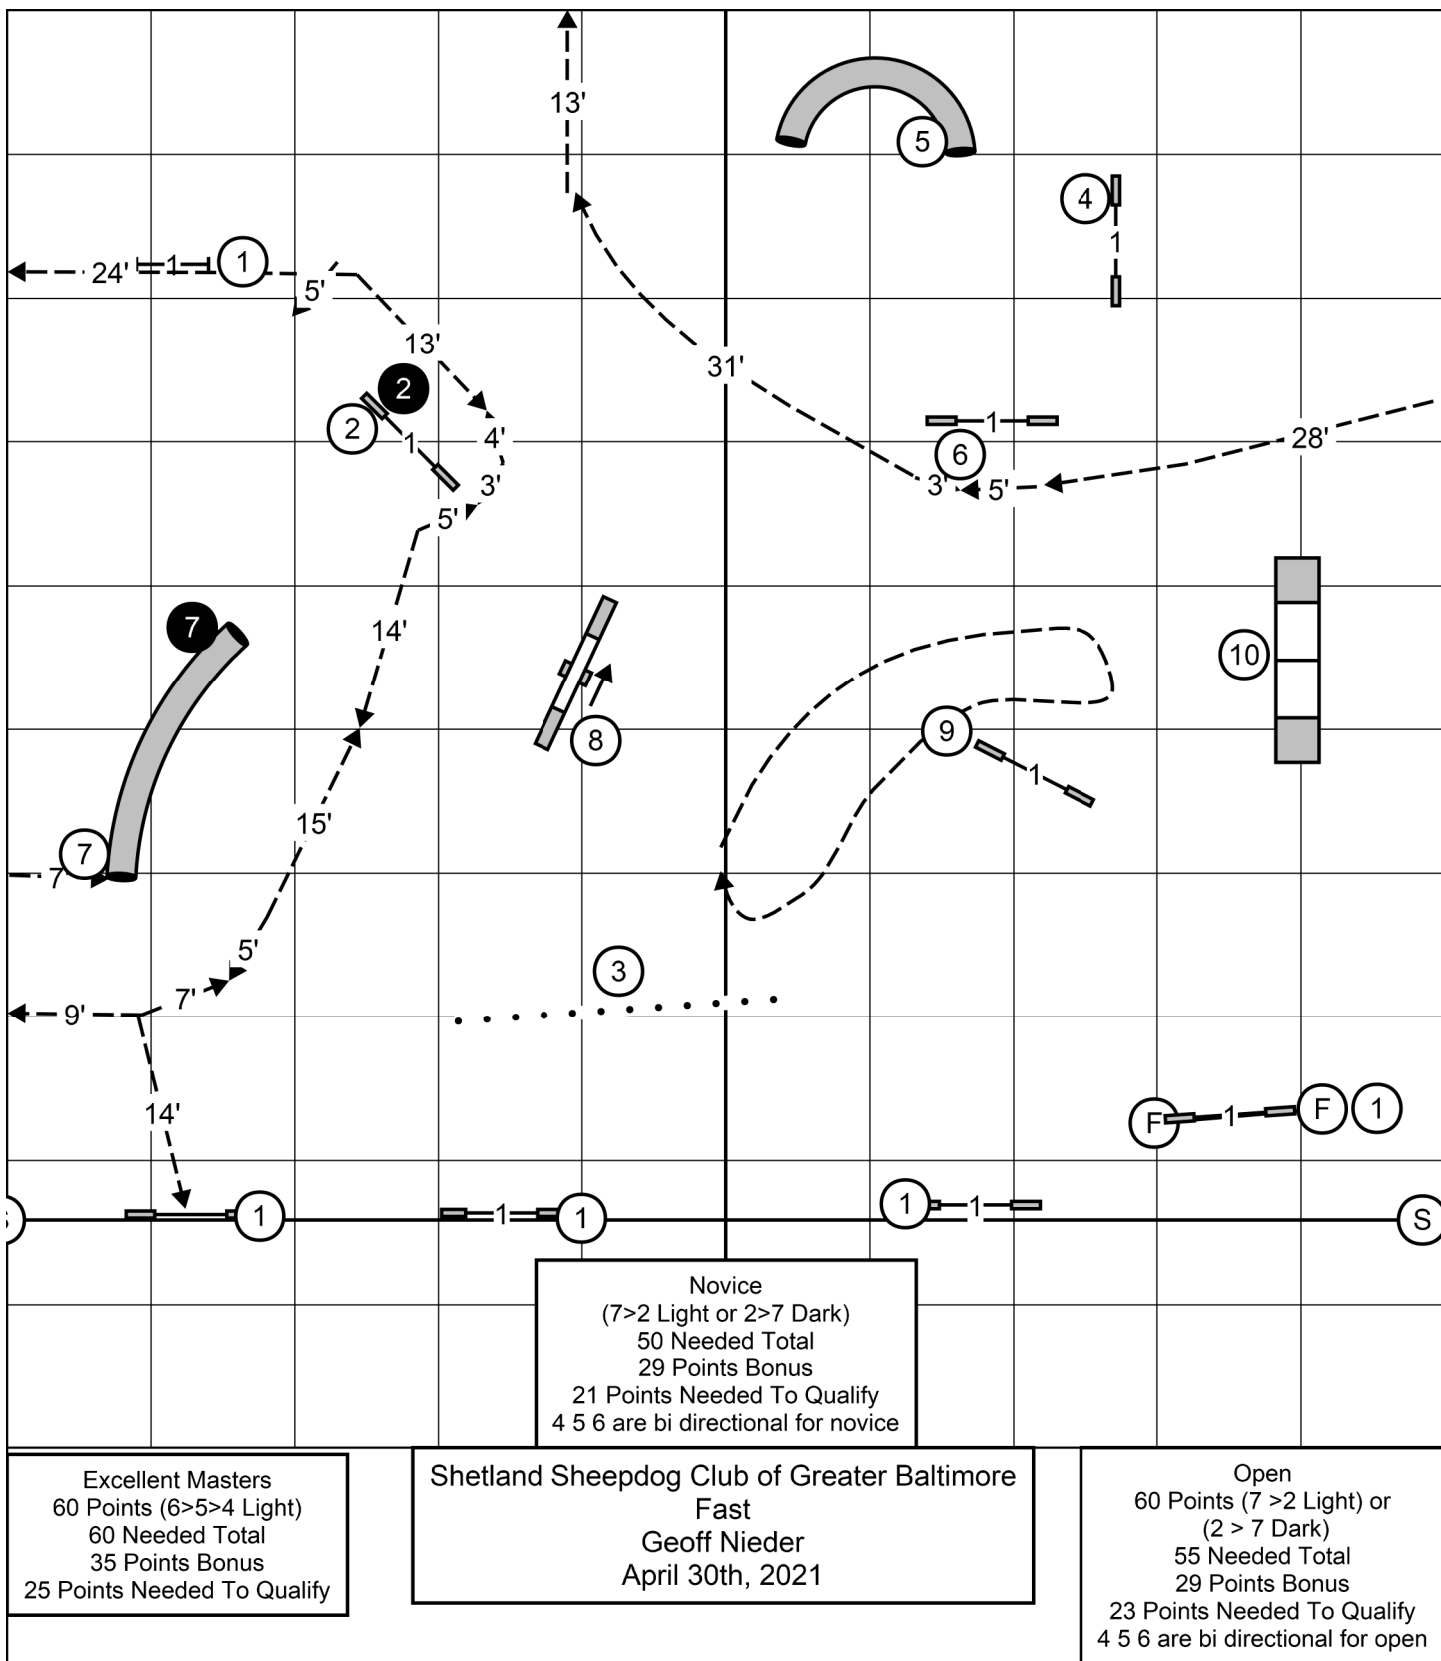 13'
5
4
1
24'
1
1
5'
13'
31'
2
2
1
4'
1
28'
6
3'
3'
5'
5'
7
14'
10
8
9
1
15'
7
7'
5'
3
7'
9'
14'
F
1
F
1
1
1
1
1
1
S
Novice
(7>2 Light or 2>7 Dark)
50 Needed Total
29 Points Bonus
21 Points Needed To Qualify
4 5 6 are bi directional for novice
Excellent Masters
60 Points (6>5>4 Light)
60 Needed Total
35 Points Bonus
25 Points Needed To Qualify
Shetland Sheepdog Club of Greater Baltimore
Fast
Geoff Nieder
April 30th, 2021
Open
60 Points (7 >2 Light) or
(2 > 7 Dark)
55 Needed Total
29 Points Bonus
23 Points Needed To Qualify
4 5 6 are bi directional for open